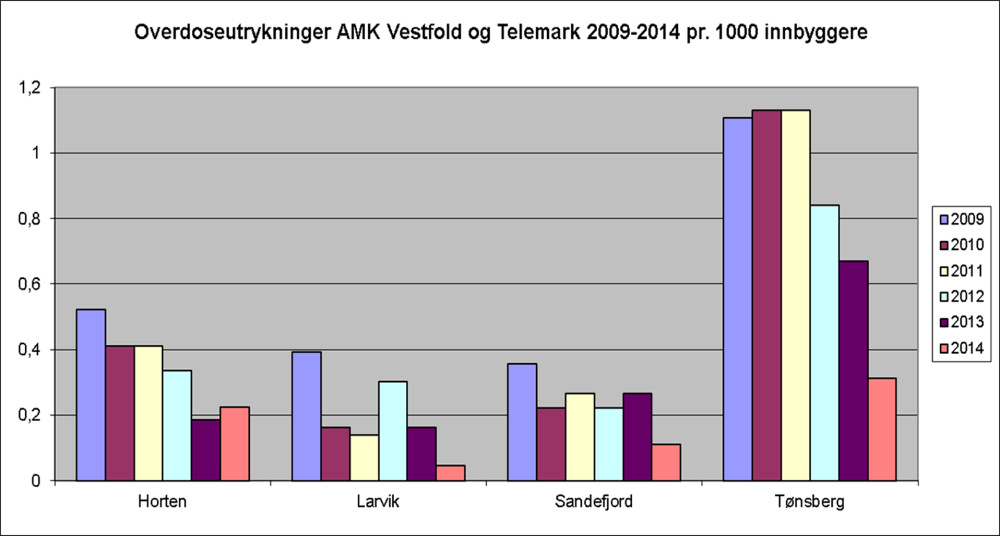 Overdoseutrykninger AMK Vestfold og Telemark 2009-2014 pr. 1000 innbyggere
1,2
1
0,8
0,6
0,4
0,2
0
Horten
Larvik
Sandefjord
Tønsberg
2009
2010
2011
2012
2013
2014